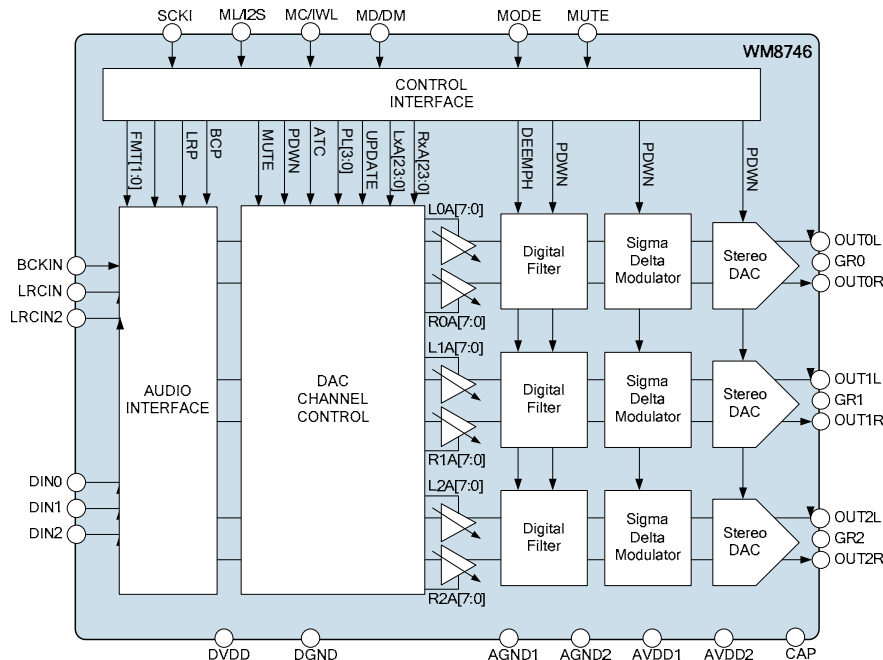 SCKI
ML/I2S
MC/IWL
MD/DM
MODE
MUTE
WM8746
CONTROL
INTERFACE
FMT[1:0]
LRP
BCP
MUTE
PDWN
ATC
PL[3:0]
UPDATE
LxA[23:0]
RxA[23:0]
DEEMPH
PDWN
PDWN
PDWN
BCKIN
LRCIN
LRCIN2
DIN0
DIN1
DIN2
AUDIO
INTERFACE
DAC
CHANNEL
CONTROL
L0A[7:0]
R0A[7:0]
L1A[7:0]
R1A[7:0]
L2A[7:0]
R2A[7:0]
Digital
Filter
Sigma
Delta
Modulator
Stereo
DAC
OUT0L
GR0
OUT0R
Digital
Filter
Sigma
Delta
Modulator
Stereo
DAC
OUT1L
GR1
OUT1R
Digital
Filter
Sigma
Delta
Modulator
Stereo
DAC
OUT2L
GR2
OUT2R
DVDD
DGND
AGND1
AGND2
AVDD1
AVDD2
CAP